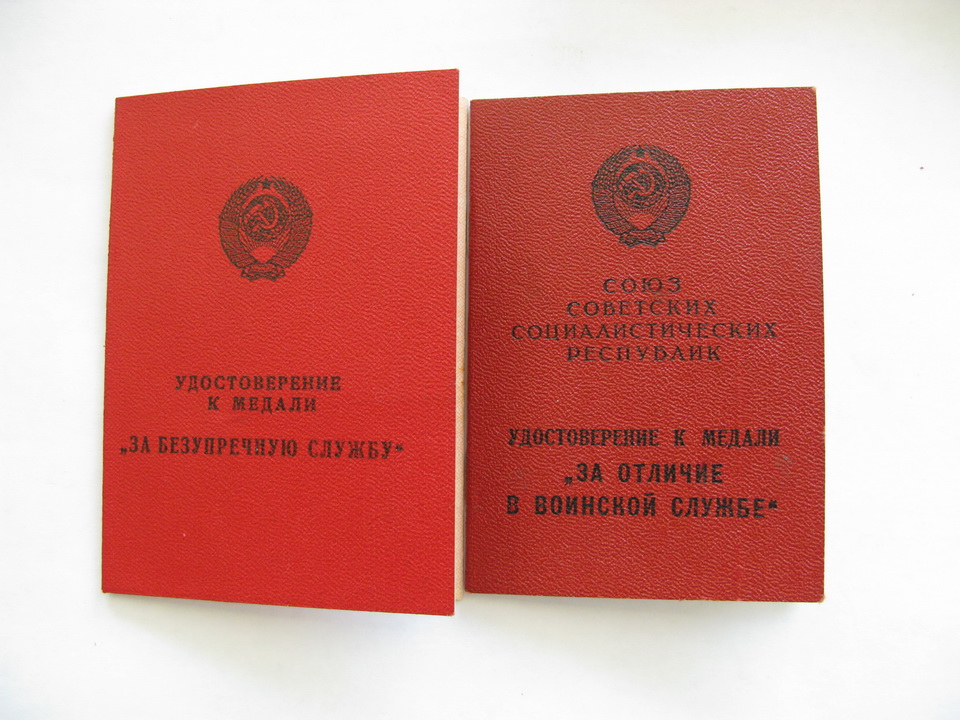 УДОСТОВЕРЕНИЕ
К МЕДАЛИ
„ЗА БЕЗУПРЕЧНУЮ СЛУЖБУ“
СОЮЗ
СОВЕТСКИХ
СОЦИАЛИСТИЧЕСКИХ
РЕСПУБЛИК
УДОСТОВЕРЕНИЕ К МЕДАЛИ
„ЗА ОТЛИЧИЕ
В ВОИНСКОЙ СЛУЖБЕ“